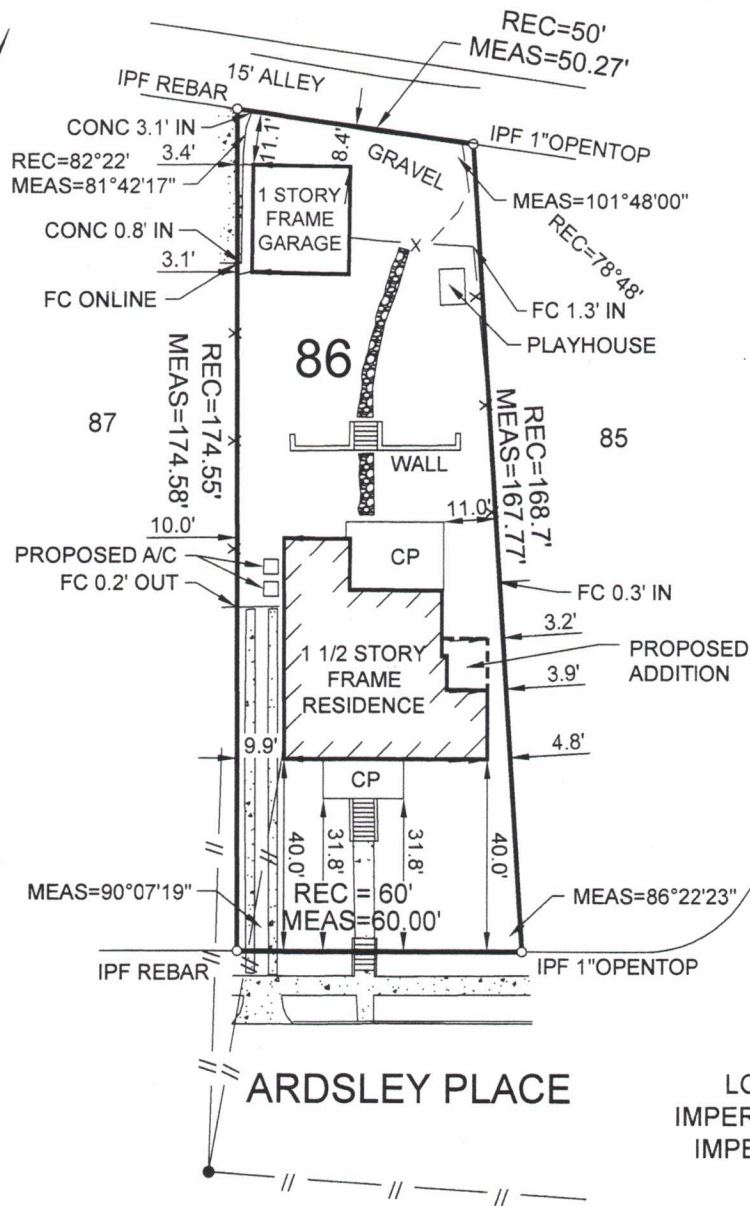 REC=50'
MEAS=50.27'
15' ALLEY
IPF REBAR
IPF 1"OPENTOP
CONC 3.1' IN
REC=82°22'
MEAS=81°42'17"
3.4'
11.1'
8.4'
GRAVEL
MEAS=101°48'00"
REC=78°48'
1 STORY
FRAME
GARAGE
CONC 0.8' IN
3.1'
FC ONLINE
FC 1.3' IN
PLAYHOUSE
86
REC=174.55'
MEAS=174.58'
87
REC=168.7'
MEAS=167.77'
85
WALL
11.0'
10.0'
PROPOSED A/C
FC 0.2' OUT
CP
FC 0.3' IN
3.2'
PROPOSED
ADDITION
3.9'
1 1/2 STORY
FRAME
RESIDENCE
9.9'
4.8'
CP
40.0'
31.8'
31.8'
40.0'
MEAS=90°07'19"
REC = 60'
MEAS=60.00'
MEAS=86°22'23"
IPF REBAR
IPF 1"OPENTOP
ARDSLEY PLACE
LO
IMPER
IMPE